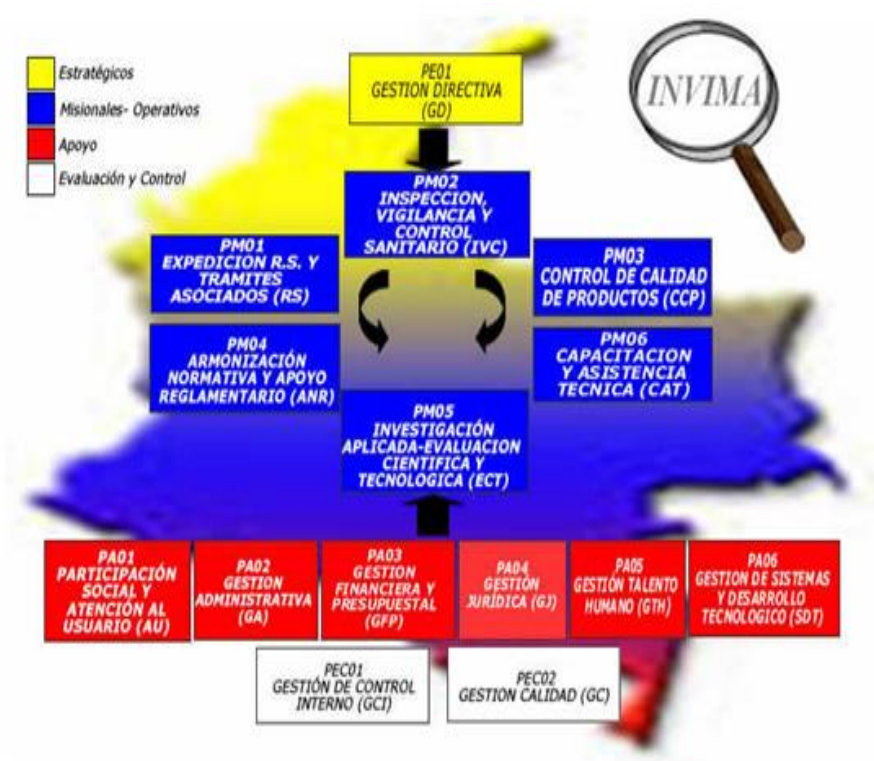 Estratégicos
Misionales- Operativos
Apoyo
Evaluación y Control
INVIMA
PE01
GESTION DIRECTIVA
(GD)
PM02
INSPECCION,
VIGILANCIA Y
CONTROL
SANITARIO (IVC)
PM01
EXPEDICION R.S. Y
TRAMITES
ASOCIADOS (RS)
PM03
CONTROL DE CALIDAD
DE PRODUCTOS (CCP)
PM04
ARMONIZACIÓN
NORMATIVA Y APOYO
REGLAMENTARIO (ANR)
PM06
CAPACITACION
Y ASISTENCIA
TECNICA (CAT)
PM05
INVESTIGACIÓN
APLICADA-EVALUACION
CIENTIFICA Y
TECNOLOGICA (ECT)
PA01
PARTICIPACIÓN
SOCIAL Y
ATENCIÓN AL
USUARIO (AU)
PA02
GESTION
ADMINISTRATIVA
(GA)
PA03
GESTION
FINANCIERA Y
PRESUPUESTAL
(GFP)
PA04
GESTIÓN
JURÍDICA (GJ)
PA05
GESTIÓN TALENTO
HUMANO (GTH)
PA06
GESTION DE SISTEMAS
Y DESARROLLO
TECNOLOGICO (SDT)
PEC01
GESTIÓN DE CONTROL
INTERNO (GCI)
PEC02
GESTION CALIDAD (GC)